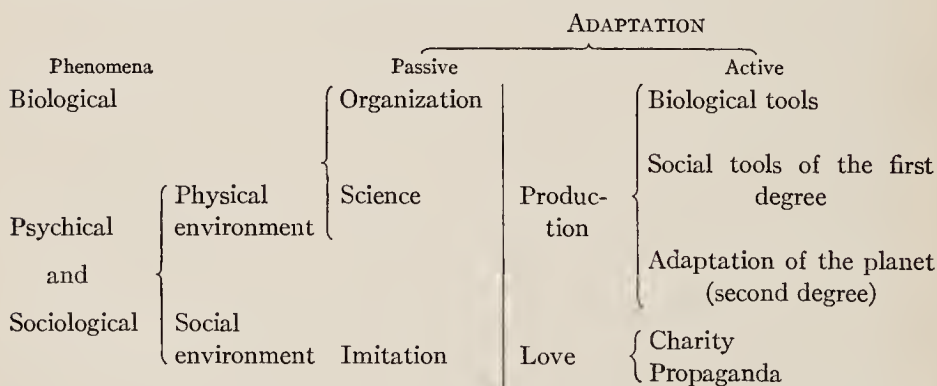 ADAPTATION
Phenomena Passive Active
Biological Organization Biological tools
Social tools of the first
degree
Physical Science Produc-
environment tion
Psychical
and Adaptation of the planet
(second degree)
Sociological Social
environment Imitation Love Charity
Propaganda